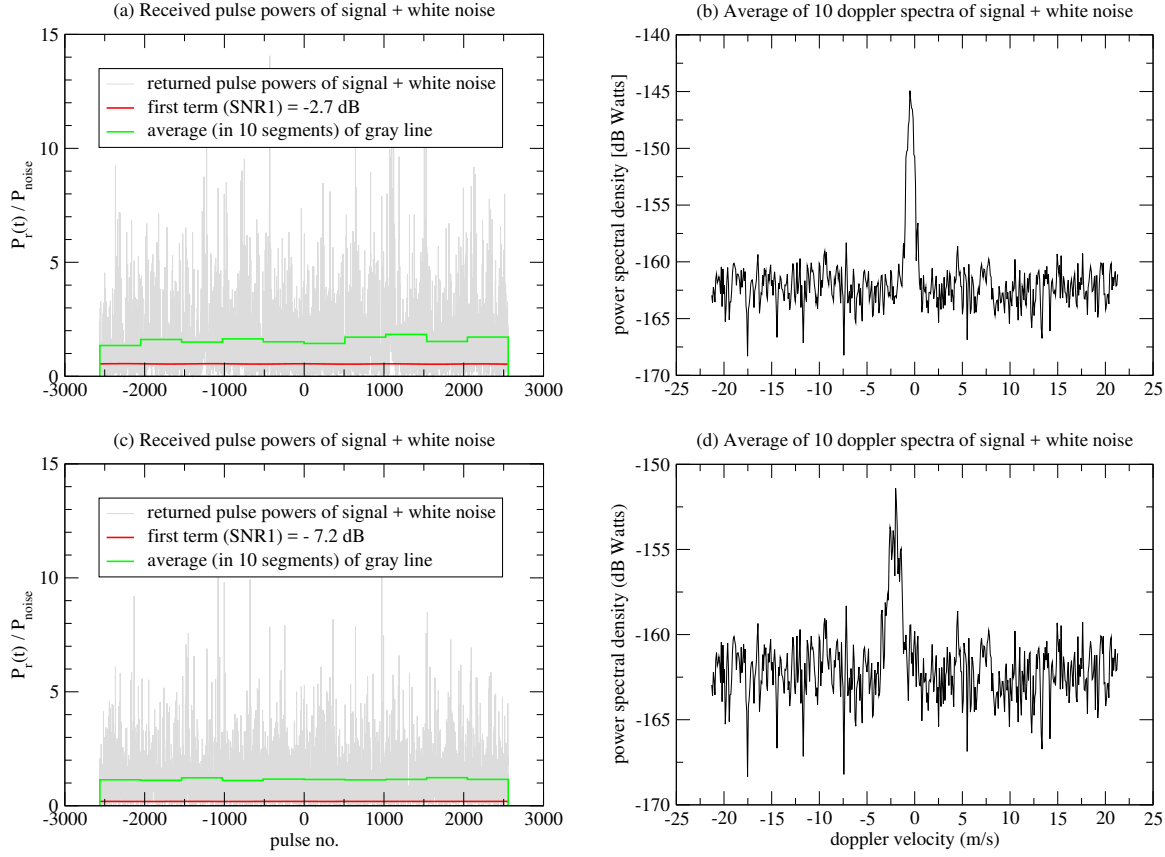 (a) Received pulse powers of signal + white noise
15
10
5
0
P_r(t) / P_noise
returned pulse powers of signal + white noise
first term (SNR1) = -2.7 dB
average (in 10 segments) of gray line
-3000 -2000 -1000 0 1000 2000 3000
(b) Average of 10 doppler spectra of signal + white noise
-140
-145
-150
-155
-160
-165
-170
power spectral density [dB Watts]
-25 -20 -15 -10 -5 0 5 10 15 20 25
(c) Received pulse powers of signal + white noise
15
10
5
0
P_r(t) / P_noise
returned pulse powers of signal + white noise
first term (SNR1) = - 7.2 dB
average (in 10 segments) of gray line
-3000 -2000 -1000 0 1000 2000 3000
pulse no.
(d) Average of 10 doppler spectra of signal + white noise
-150
-155
-160
-165
-170
power spectral density (dB Watts)
-25 -20 -15 -10 -5 0 5 10 15 20 25
doppler velocity (m/s)